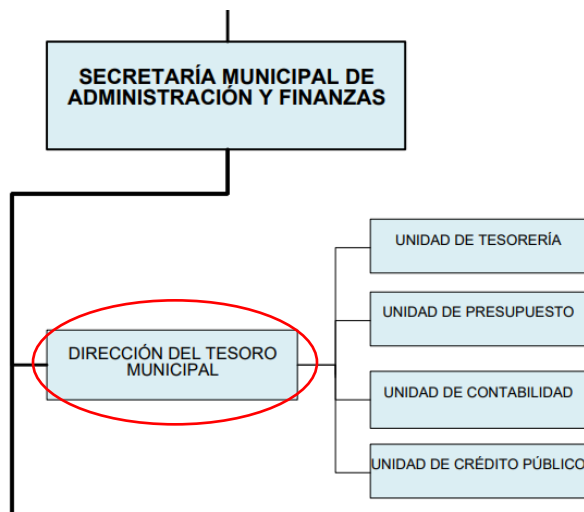 SECRETARÍA MUNICIPAL DE
ADMINISTRACIÓN Y FINANZAS
UNIDAD DE TESORERÍA
UNIDAD DE PRESUPUESTO
DIRECCIÓN DEL TESORO
MUNICIPAL
UNIDAD DE CONTABILIDAD
UNIDAD DE CRÉDITO PÚBLICO